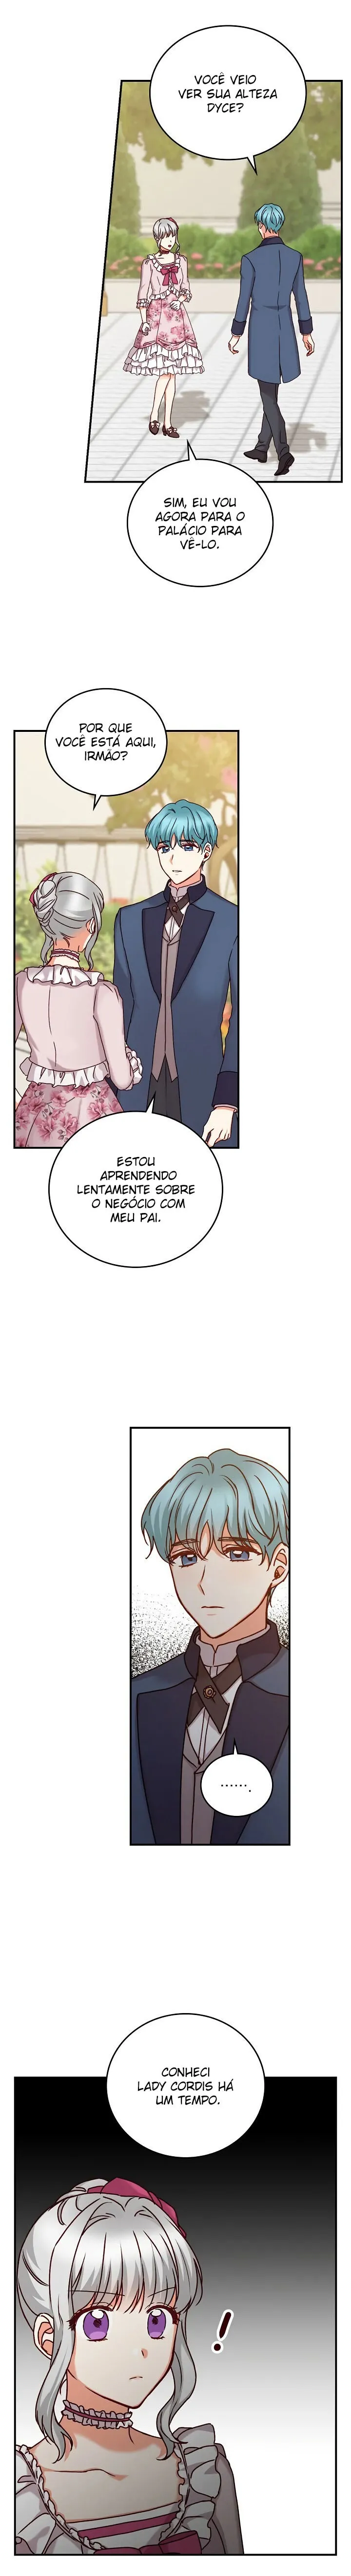 VOCÊ VEIO
VER SUA ALTEZA
DYCE?
SIM, EU VOU
AGORA PARA O
PALÁCIO PARA
VÊ-LO.
POR QUE
VOCÊ ESTÁ AQUI,
IRMÃO?
ESTOU
APRENDENDO
LENTAMENTE SOBRE
O NEGÓCIO COM
MEU PAI.
.......
CONHECI
LADY CORDIS HÁ
UM TEMPO.
!